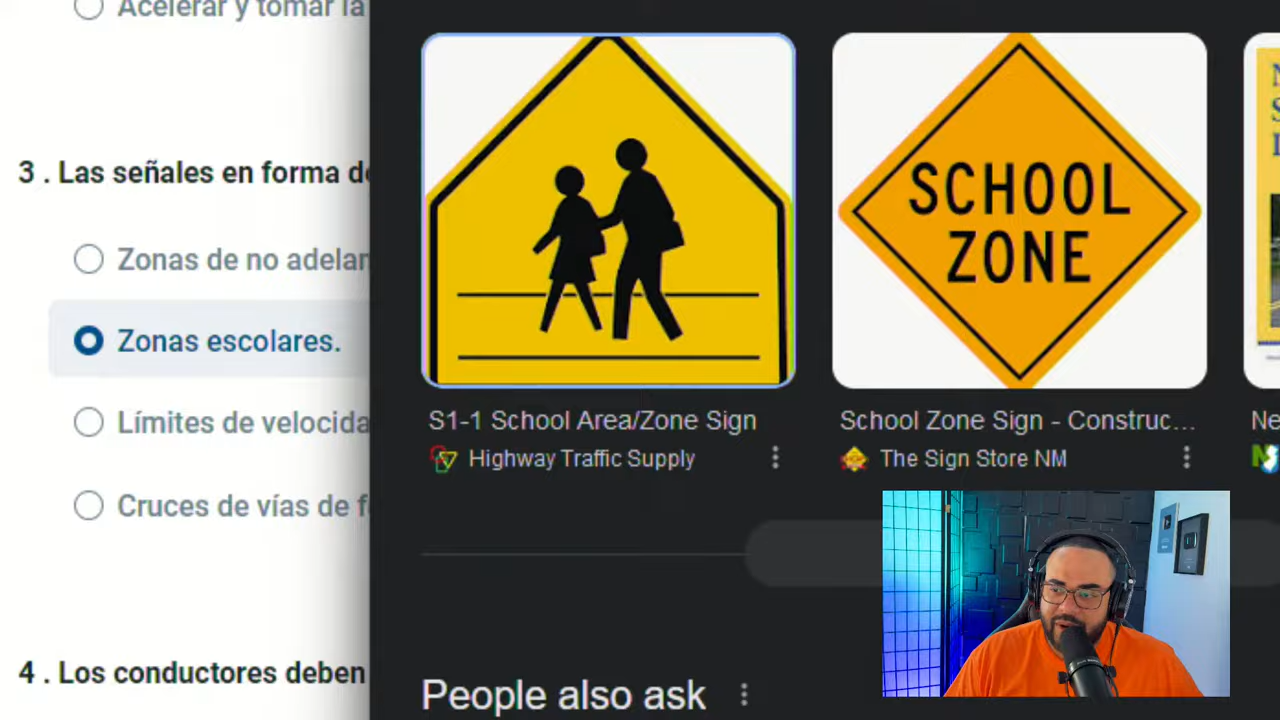 Acelerar y tomar la
3 . Las señales en forma de
Zonas de no adelan
Zonas escolares.
Límites de velocida
Cruces de vías de f
4 . Los conductores deben
SCHOOL
ZONE
S1-1 School Area/Zone Sign
Highway Traffic Supply
School Zone Sign - Construc...
The Sign Store NM
Ne
People also ask